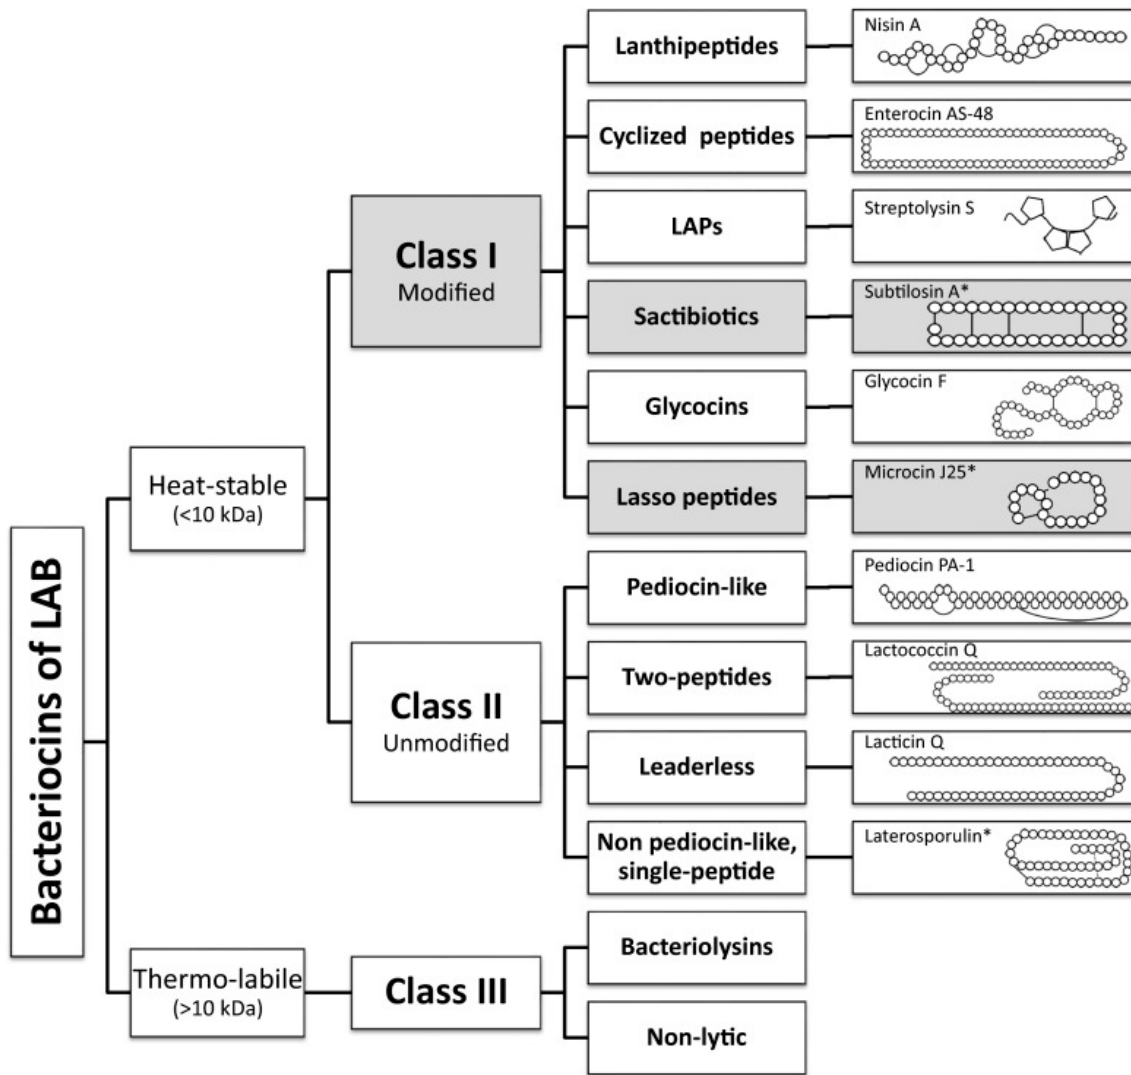 Bacteriocins of LAB
Heat-stable
(<10 kDa)
Thermo-labile
(>10 kDa)
Class I
Modified
Class II
Unmodified
Class III
Lanthipeptides
Cyclized peptides
LAPs
Sactibiotics
Glycocins
Lasso peptides
Pediocin-like
Two-peptides
Leaderless
Non pediocin-like,
single-peptide
Bacteriolysins
Non-lytic
Nisin A
Enterocin AS-48
Streptolysin S
Subtilosin A*
Glycocin F
Microcin J25*
Pediocin PA-1
Lactococcin Q
Lacticin Q
Laterosporulin*